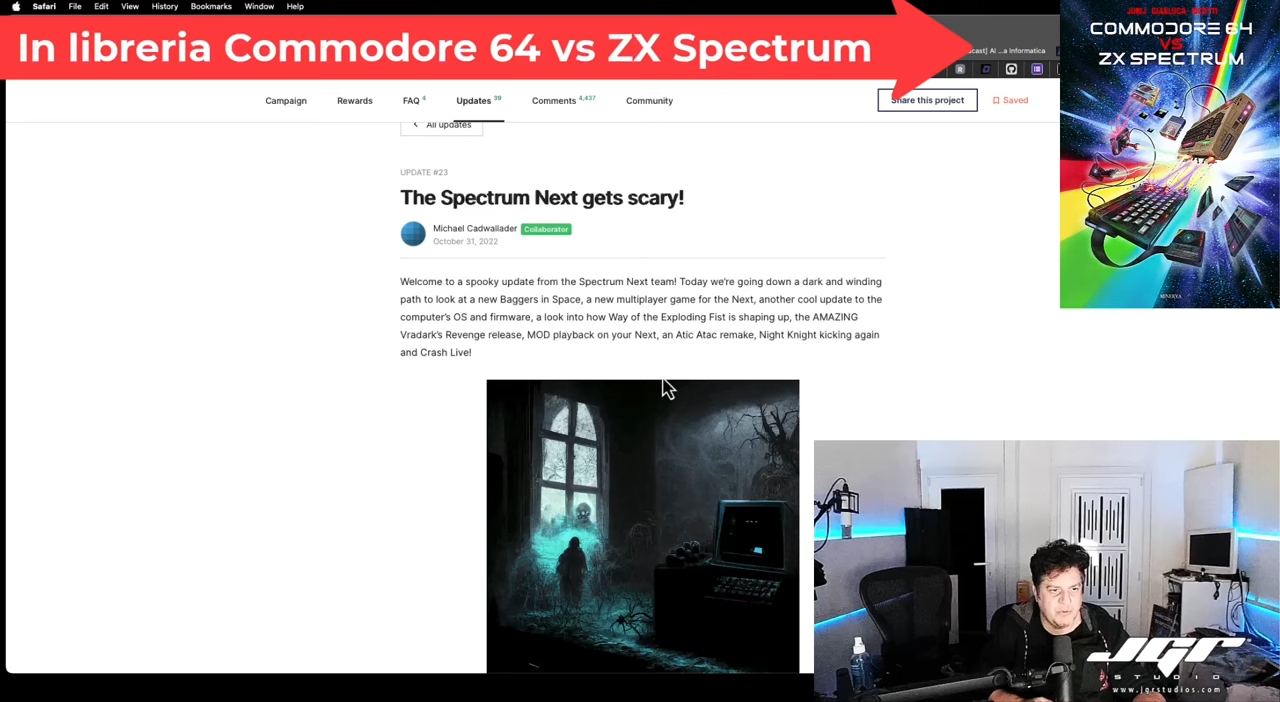 Safari File Edit View History Bookmarks Window Help
In libreria Commodore 64 vs ZX Spectrum
cast] AI ...a Informatica
COMMODORE 64
VS
ZX SPECTRUM
MINERVA
Campaign Rewards FAQ 4 Updates 39 Comments 4,437 Community
Share this project
Saved
All updates
UPDATE #23
The Spectrum Next gets scary!
Michael Cadwallader Collaborator
October 31, 2022
Welcome to a spooky update from the Spectrum Next team! Today we're going down a dark and winding
path to look at a new Baggers in Space, a new multiplayer game for the Next, another cool update to the
computer's OS and firmware, a look into how Way of the Exploding Fist is shaping up, the AMAZING
Vradark's Revenge release, MOD playback on your Next, an Atic Atac remake, Night Knight kicking again
and Crash Live!
JGR
STUDIO
www.jgrstudios.com